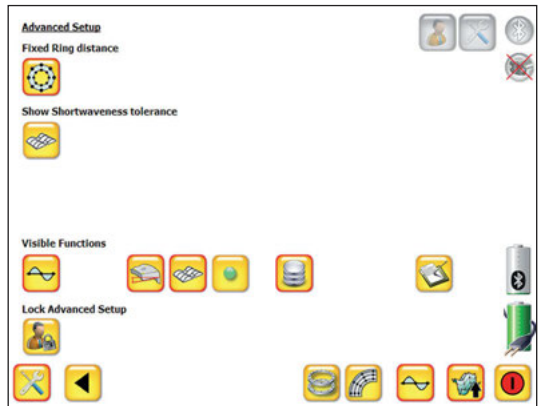 Advanced Setup
Fixed Ring distance
Show Shortwaveness tolerance
Visible Functions
Lock Advanced Setup